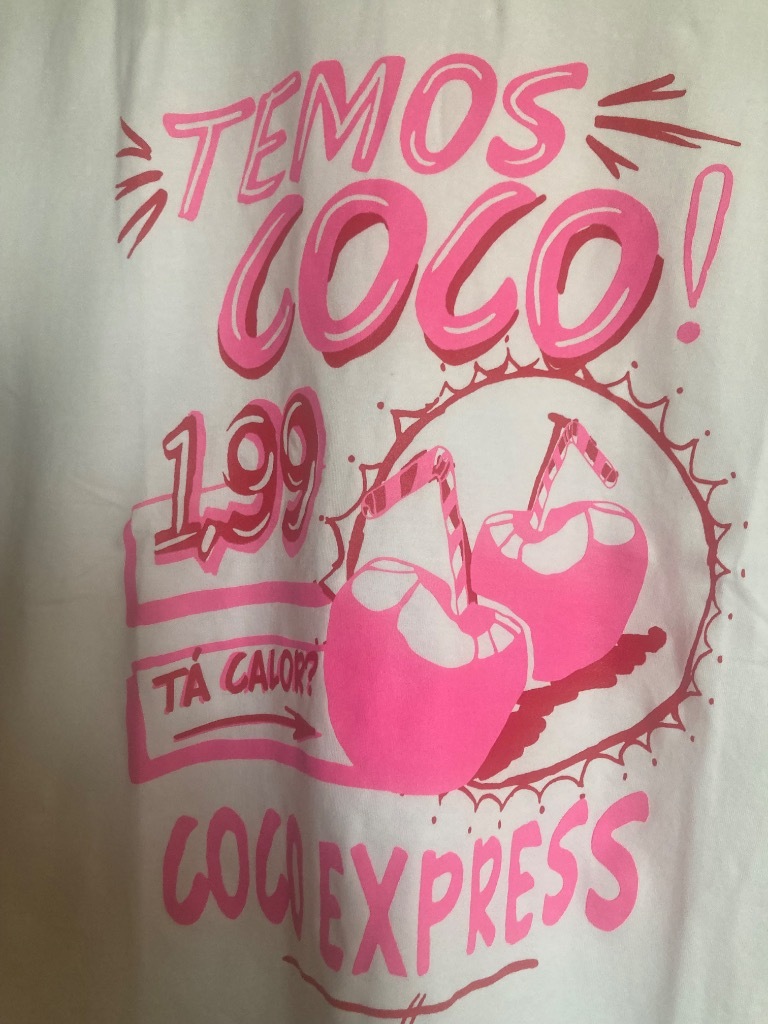 TEMOS
COCO!
1,99
TÁ CALOR?
COCO EXPRESS